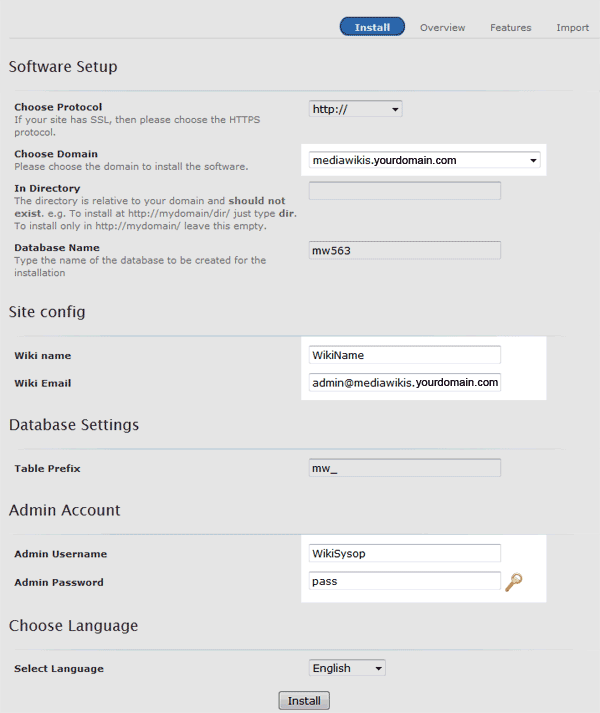 Install Overview Features Import
Software Setup
Choose Protocol
If your site has SSL, then please choose the HTTPS
protocol.
http://
Choose Domain
Please choose the domain to install the software.
mediawikis.yourdomain.com
In Directory
The directory is relative to your domain and should not
exist. e.g. To install at http://mydomain/dir/ just type dir.
To install only in http://mydomain/ leave this empty.
Database Name
Type the name of the database to be created for the
installation
mw563
Site config
Wiki name
WikiName
Wiki Email
admin@mediawikis.yourdomain.com
Database Settings
Table Prefix
mw_
Admin Account
Admin Username
WikiSysop
Admin Password
pass
Choose Language
Select Language
English
Install